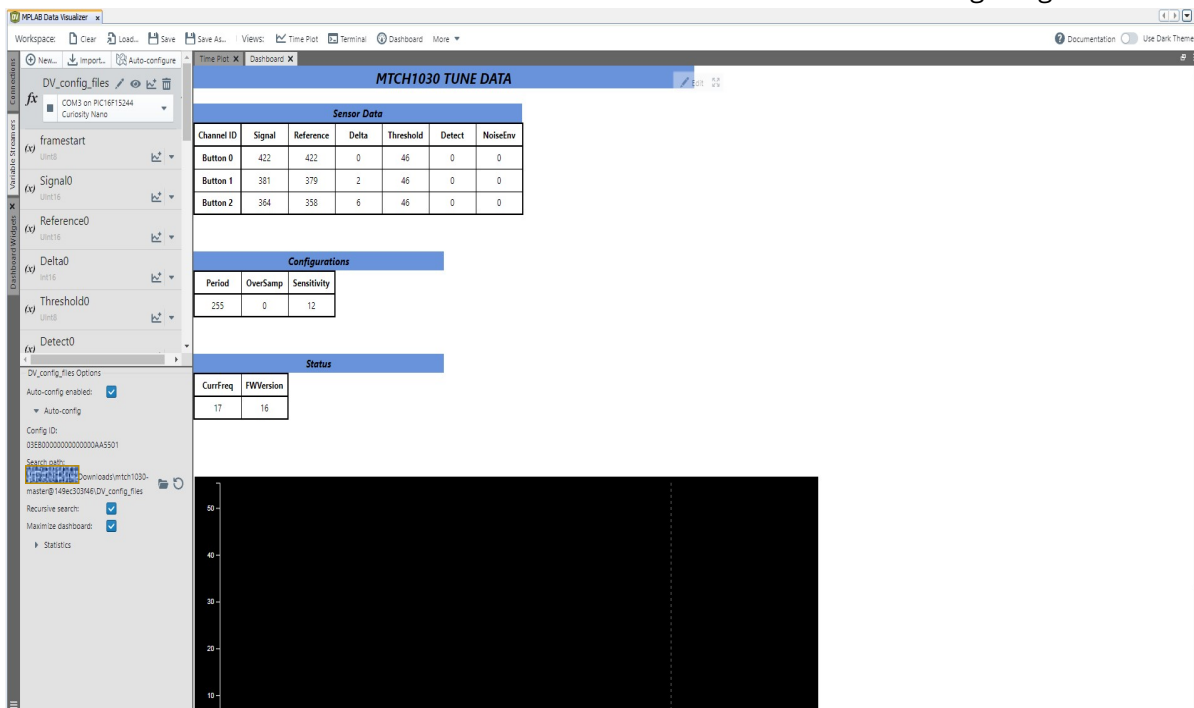 MPLAB Data Visualizer x
Workspace: Clear Load... Save Save As... Views: Time Plot Terminal Dashboard More Documentation Use Dark Theme
Connections
Variable Streamers
Dashboard Widgets
New... Import... Auto-configure
DV_config_files
fx COM3 on PIC16F15244
Curiosity Nano
(x) framestart
Uint8
(x) Signal0
Uint16
(x) Reference0
Uint16
(x) Delta0
Int16
(x) Threshold0
Uint8
(x) Detect0
DV_config_files Options
Auto-config enabled:
Auto-config
Config ID:
03EB00000000000000AA5501
Search path:
Downloads\mtch1030-
master@149ec303f46\DV_config_files
Recursive search:
Maximize dashboard:
Statistics
Time Plot X Dashboard X
MTCH1030 TUNE DATA
Edit
Sensor Data
Channel ID Signal Reference Delta Threshold Detect NoiseEnv
Button 0 422 422 0 46 0 0
Button 1 381 379 2 46 0 0
Button 2 364 358 6 46 0 0
Configurations
Period OverSamp Sensitivity
255 0 12
Status
CurrFreq FWVersion
17 16
50
40
30
20
10